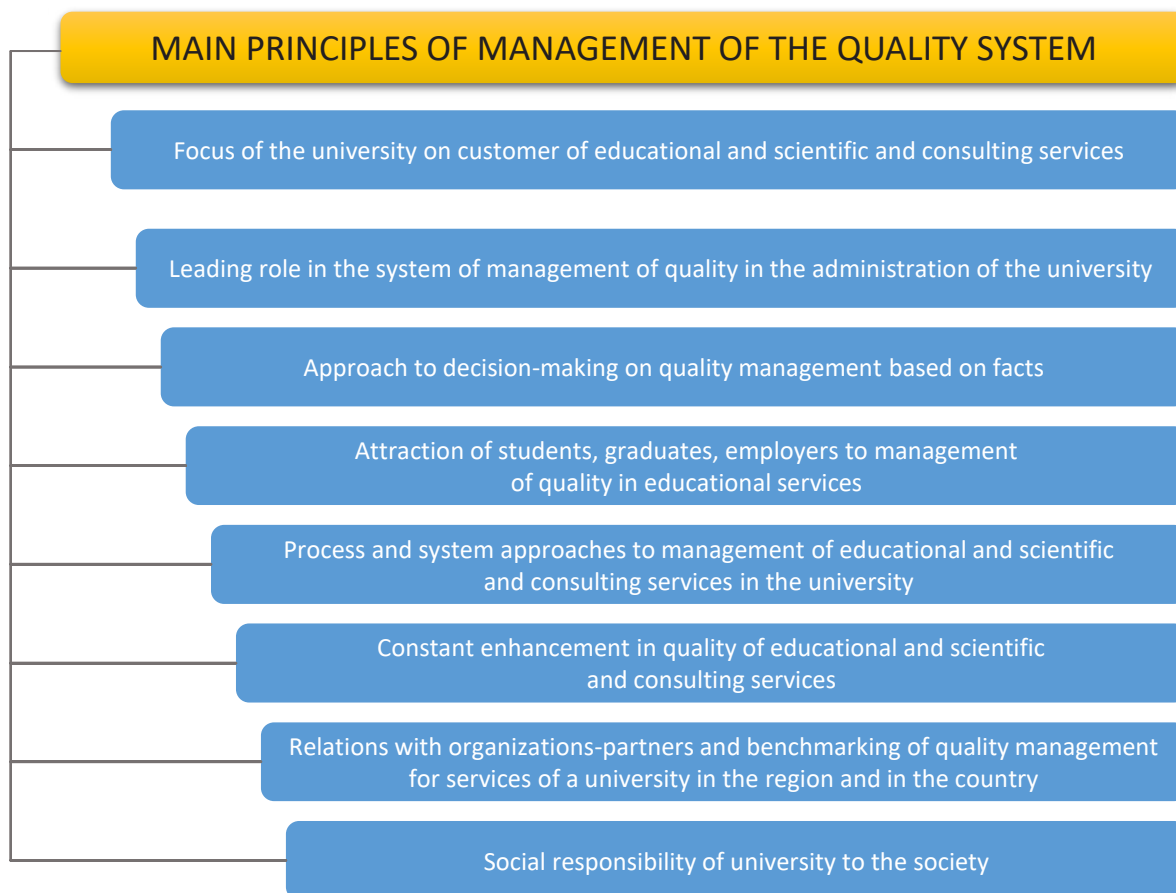 MAIN PRINCIPLES OF MANAGEMENT OF THE QUALITY SYSTEM
Focus of the university on customer of educational and scientific and consulting services
Leading role in the system of management of quality in the administration of the university
Approach to decision-making on quality management based on facts
Attraction of students, graduates, employers to management
of quality in educational services
Process and system approaches to management of educational and scientific
and consulting services in the university
Constant enhancement in quality of educational and scientific
and consulting services
Relations with organizations-partners and benchmarking of quality management
for services of a university in the region and in the country
Social responsibility of university to the society